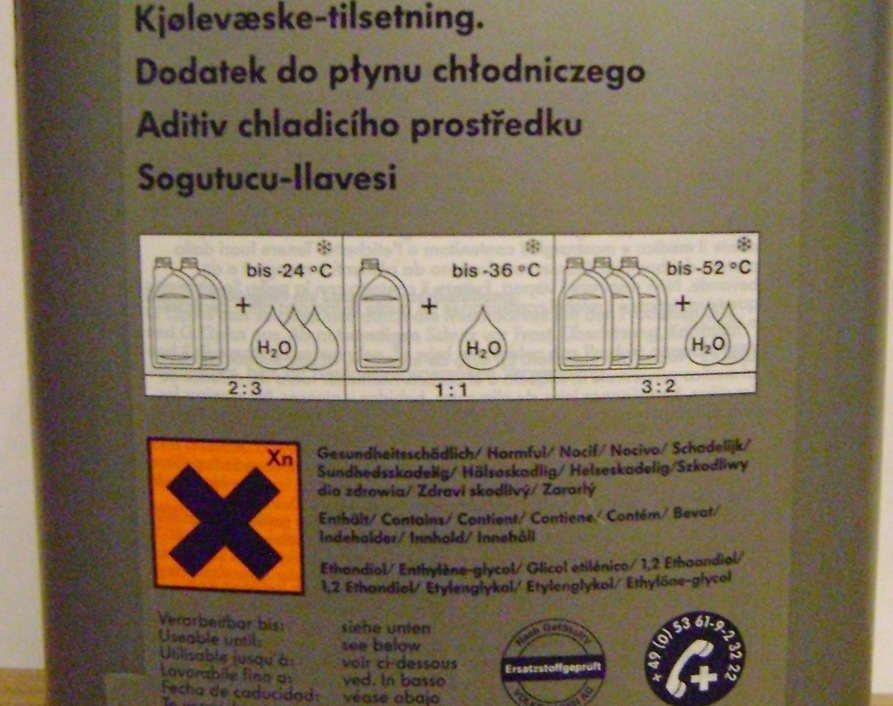 Kjølevæske-tilsetning.
Dodatek do płynu chłodniczego
Aditiv chladicího prostředku
Sogutucu-Ilavesi
bis -24 °C
bis -36 °C
bis -52 °C
+ H₂O
+ H₂O
+ H₂O
2:3
1:1
3:2
Xn
Gesundheitsschädlich/ Harmful/ Nocif/ Nocivo/ Schadelijk/
Sundhedsskadelig/ Hälsoskadlig/ Helseskadelig/Szkodliwy
dla zdrowia/ Zdraví škodlivý/ Zararlý
Enthält/ Contains/ Contient/ Contiene/ Contém/ Bevat/
Indeholder/ Innhold/ Innehåll
Ethandiol/ Enthylène-glycol/ Glicol etilénico/ 1,2 Ethaandiol/
1,2 Ethandiol/ Etylenglykol/ Etylenglykol/ Ethylöne-glycol
Verarbeitbar bis: siehe unten
Useable until: see below
Utilisable jusqu'à: voir ci-dessous
Lavorabile fino a: ved. In basso
Fecha de caducidad: véase abajo
Ersatzstoffgeprüft
+ 49 (0) 53 61-9-2 32 22